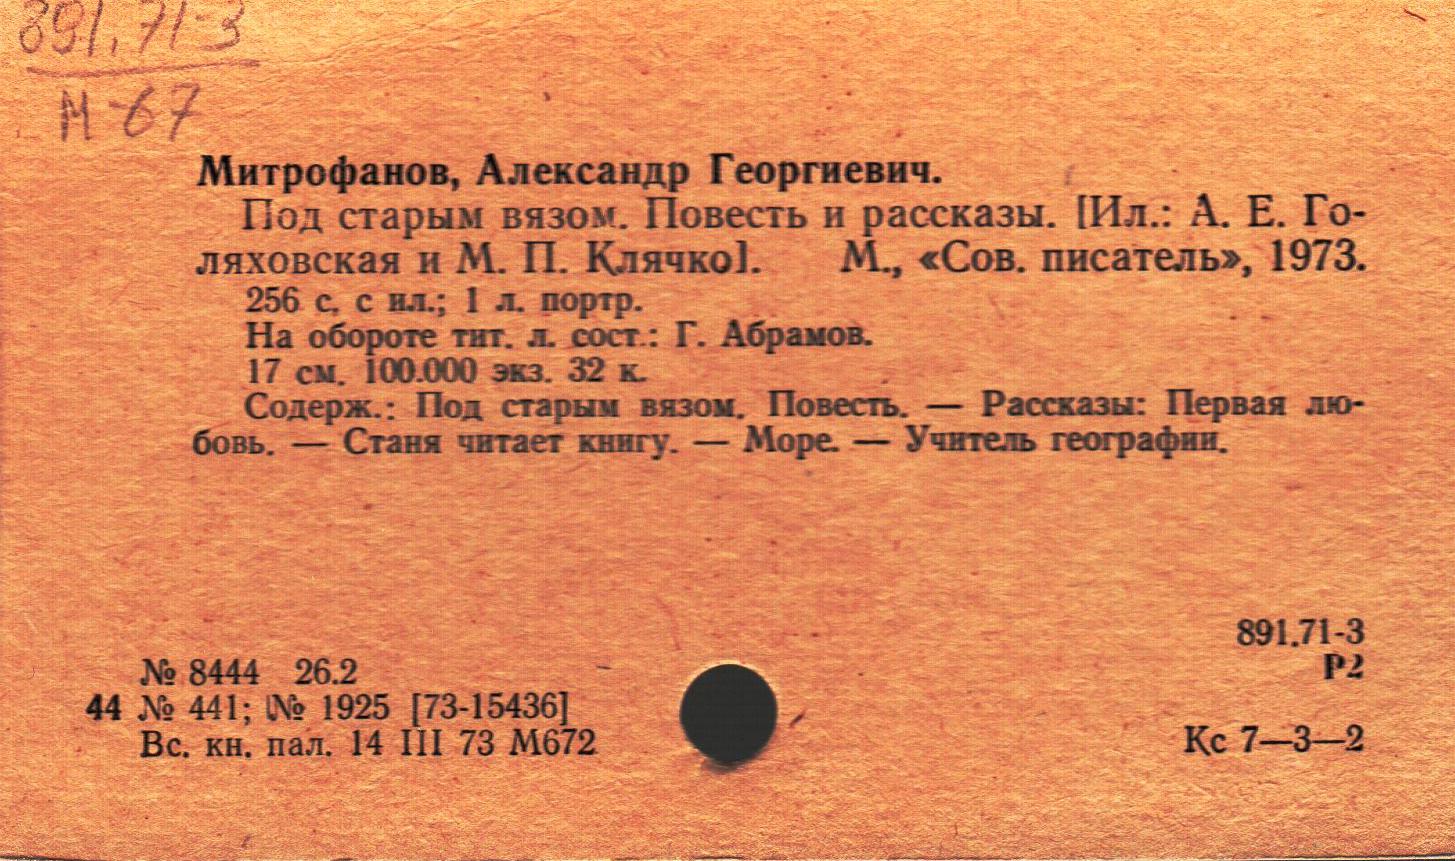 891.71-3
М-67
Митрофанов, Александр Георгиевич.
Под старым вязом. Повесть и рассказы. [Ил.: А. Е. Го-
ляховская и М. П. Клячко]. М., «Сов. писатель», 1973.
256 с. с ил.; 1 л. портр.
На обороте тит. л. сост.: Г. Абрамов.
17 см. 100.000 экз. 32 к.
Содерж.: Под старым вязом. Повесть. — Рассказы: Первая лю-
бовь. — Станя читает книгу. — Море. — Учитель географии.
891.71-3
Р2
№ 8444 26.2
44 № 441; № 1925 [73-15436]
Вс. кн. пал. 14 III 73 М672
Кс 7—3—2